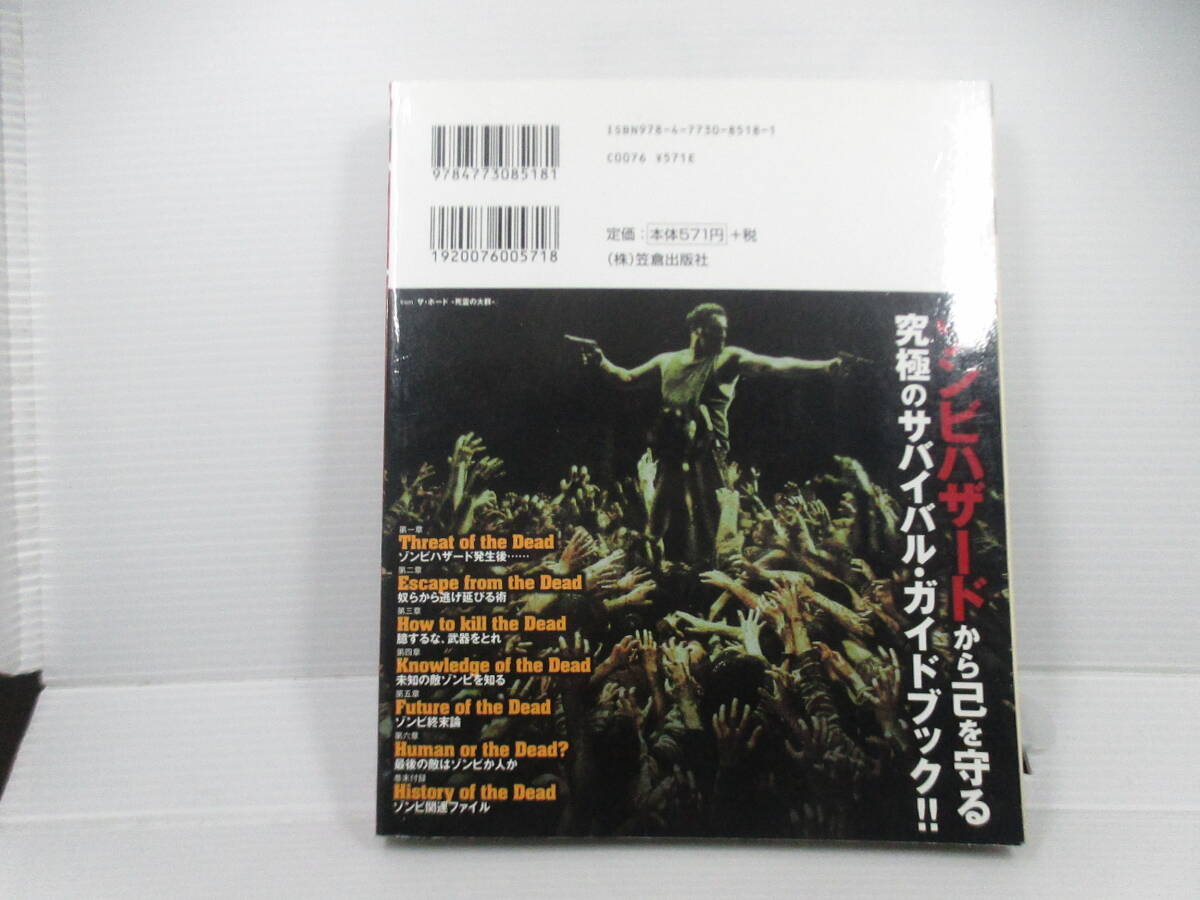 9784773085181
ISBN978-4-7730-8518-1
C0076 ¥571E
1920076005718
定価：本体571円＋税
（株）笠倉出版社
from ザ・ホード -死霊の大群-
ゾンビハザードから己を守る
究極のサバイバル・ガイドブック!!
第一章
Threat of the Dead
ゾンビハザード発生後……
第二章
Escape from the Dead
奴らから逃げ延びる術
第三章
How to kill the Dead
臆するな、武器をとれ
第四章
Knowledge of the Dead
未知の敵ゾンビを知る
第五章
Future of the Dead
ゾンビ終末論
第六章
Human or the Dead?
最後の敵はゾンビか人か
巻末付録
History of the Dead
ゾンビ関連ファイル